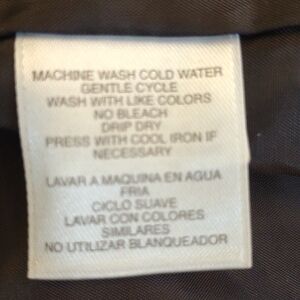 MACHINE WASH COLD WATER
GENTLE CYCLE
WASH WITH LIKE COLORS
NO BLEACH
DRIP DRY
PRESS WITH COOL IRON IF
NECESSARY
LAVAR A MAQUINA EN AGUA
FRIA
CICLO SUAVE
LAVAR CON COLORES
SIMILARES
NO UTILIZAR BLANQUEADOR